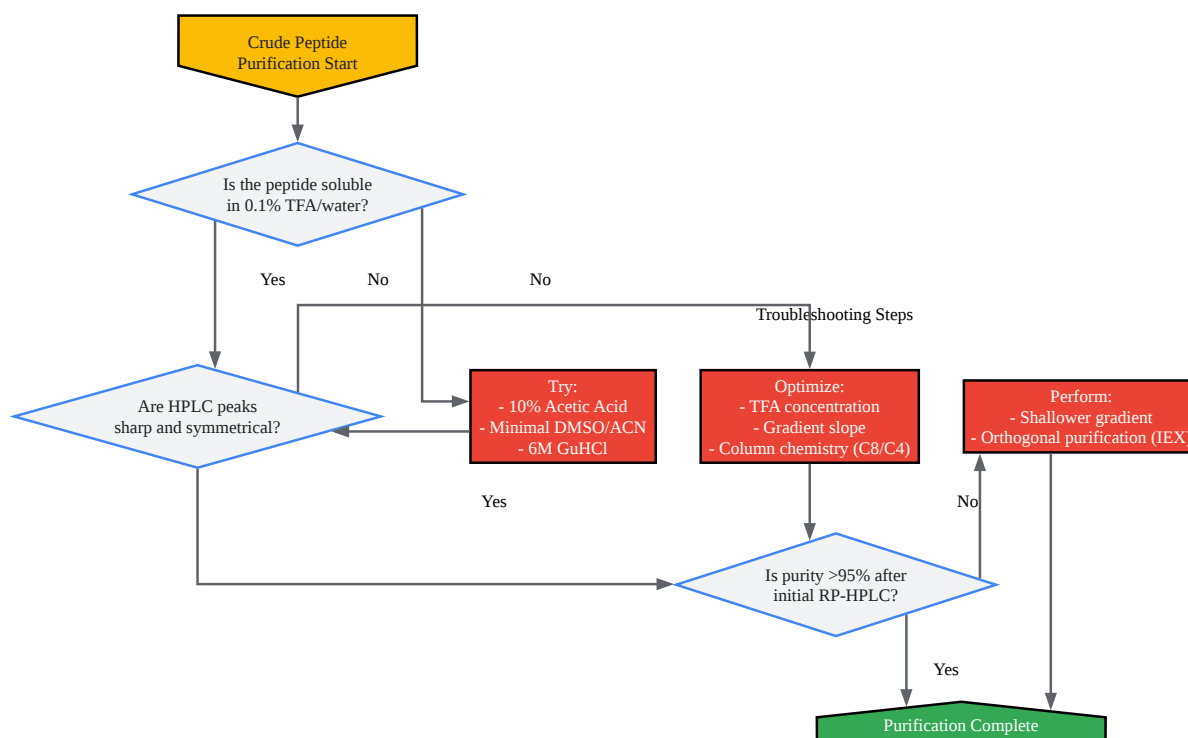 Crude Peptide
Purification Start
Is the peptide soluble
in 0.1% TFA/water?
Yes
No
No
Troubleshooting Steps
Are HPLC peaks
sharp and symmetrical?
Try:
- 10% Acetic Acid
- Minimal DMSO/ACN
- 6M GuHCl
Optimize:
- TFA concentration
- Gradient slope
- Column chemistry (C8/C4)
Perform:
- Shallower gradient
- Orthogonal purification (IEX)
Yes
No
Is purity >95% after
initial RP-HPLC?
Yes
Purification Complete